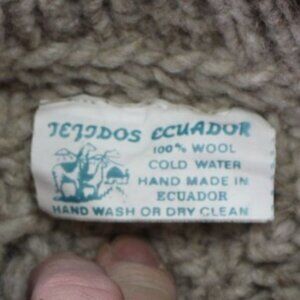 TEJIDOS ECUADOR
100% WOOL
COLD WATER
HAND MADE IN
ECUADOR
HAND WASH OR DRY CLEAN